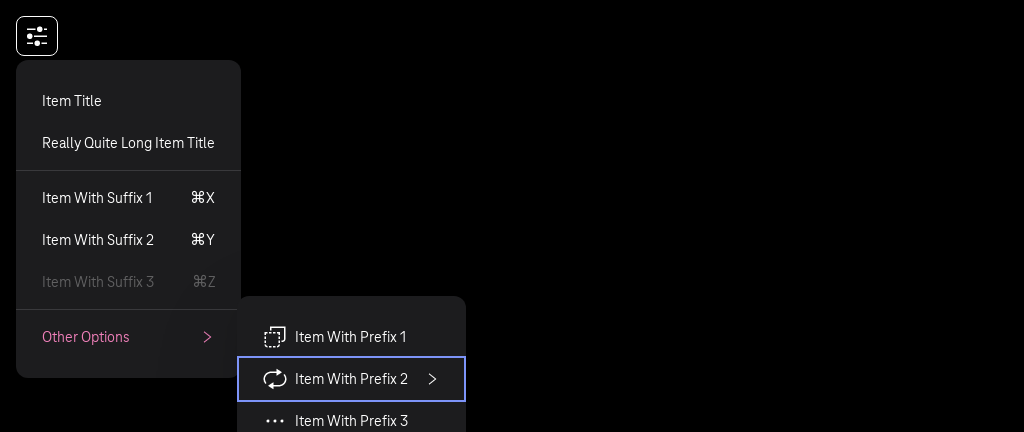 Item Title
Really Quite Long Item Title
Item With Suffix 1 ⌘X
Item With Suffix 2 ⌘Y
Item With Suffix 3 ⌘Z
Other Options
Item With Prefix 1
Item With Prefix 2
Item With Prefix 3